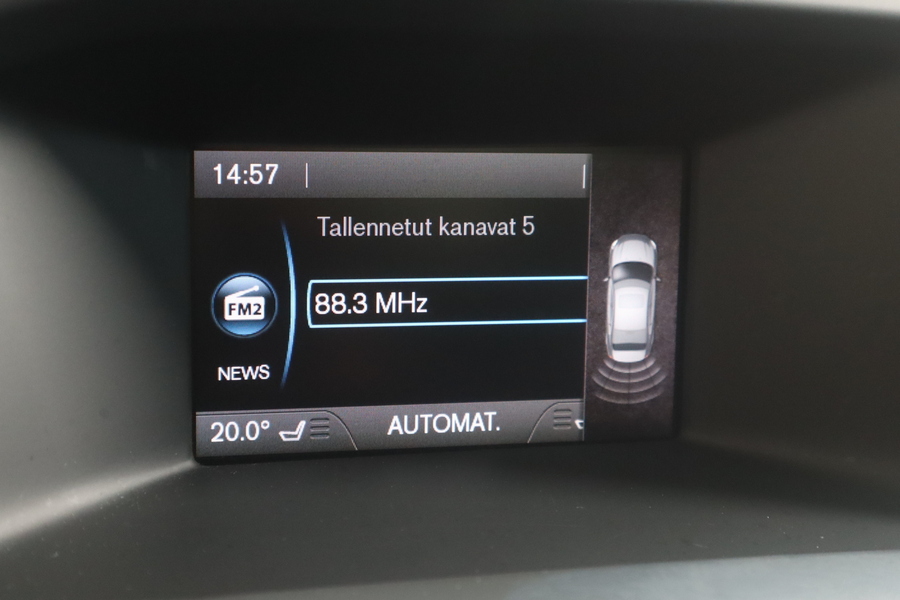 14:57
Tallennetut kanavat 5
FM2
88.3 MHz
NEWS
20.0° AUTOMAT.